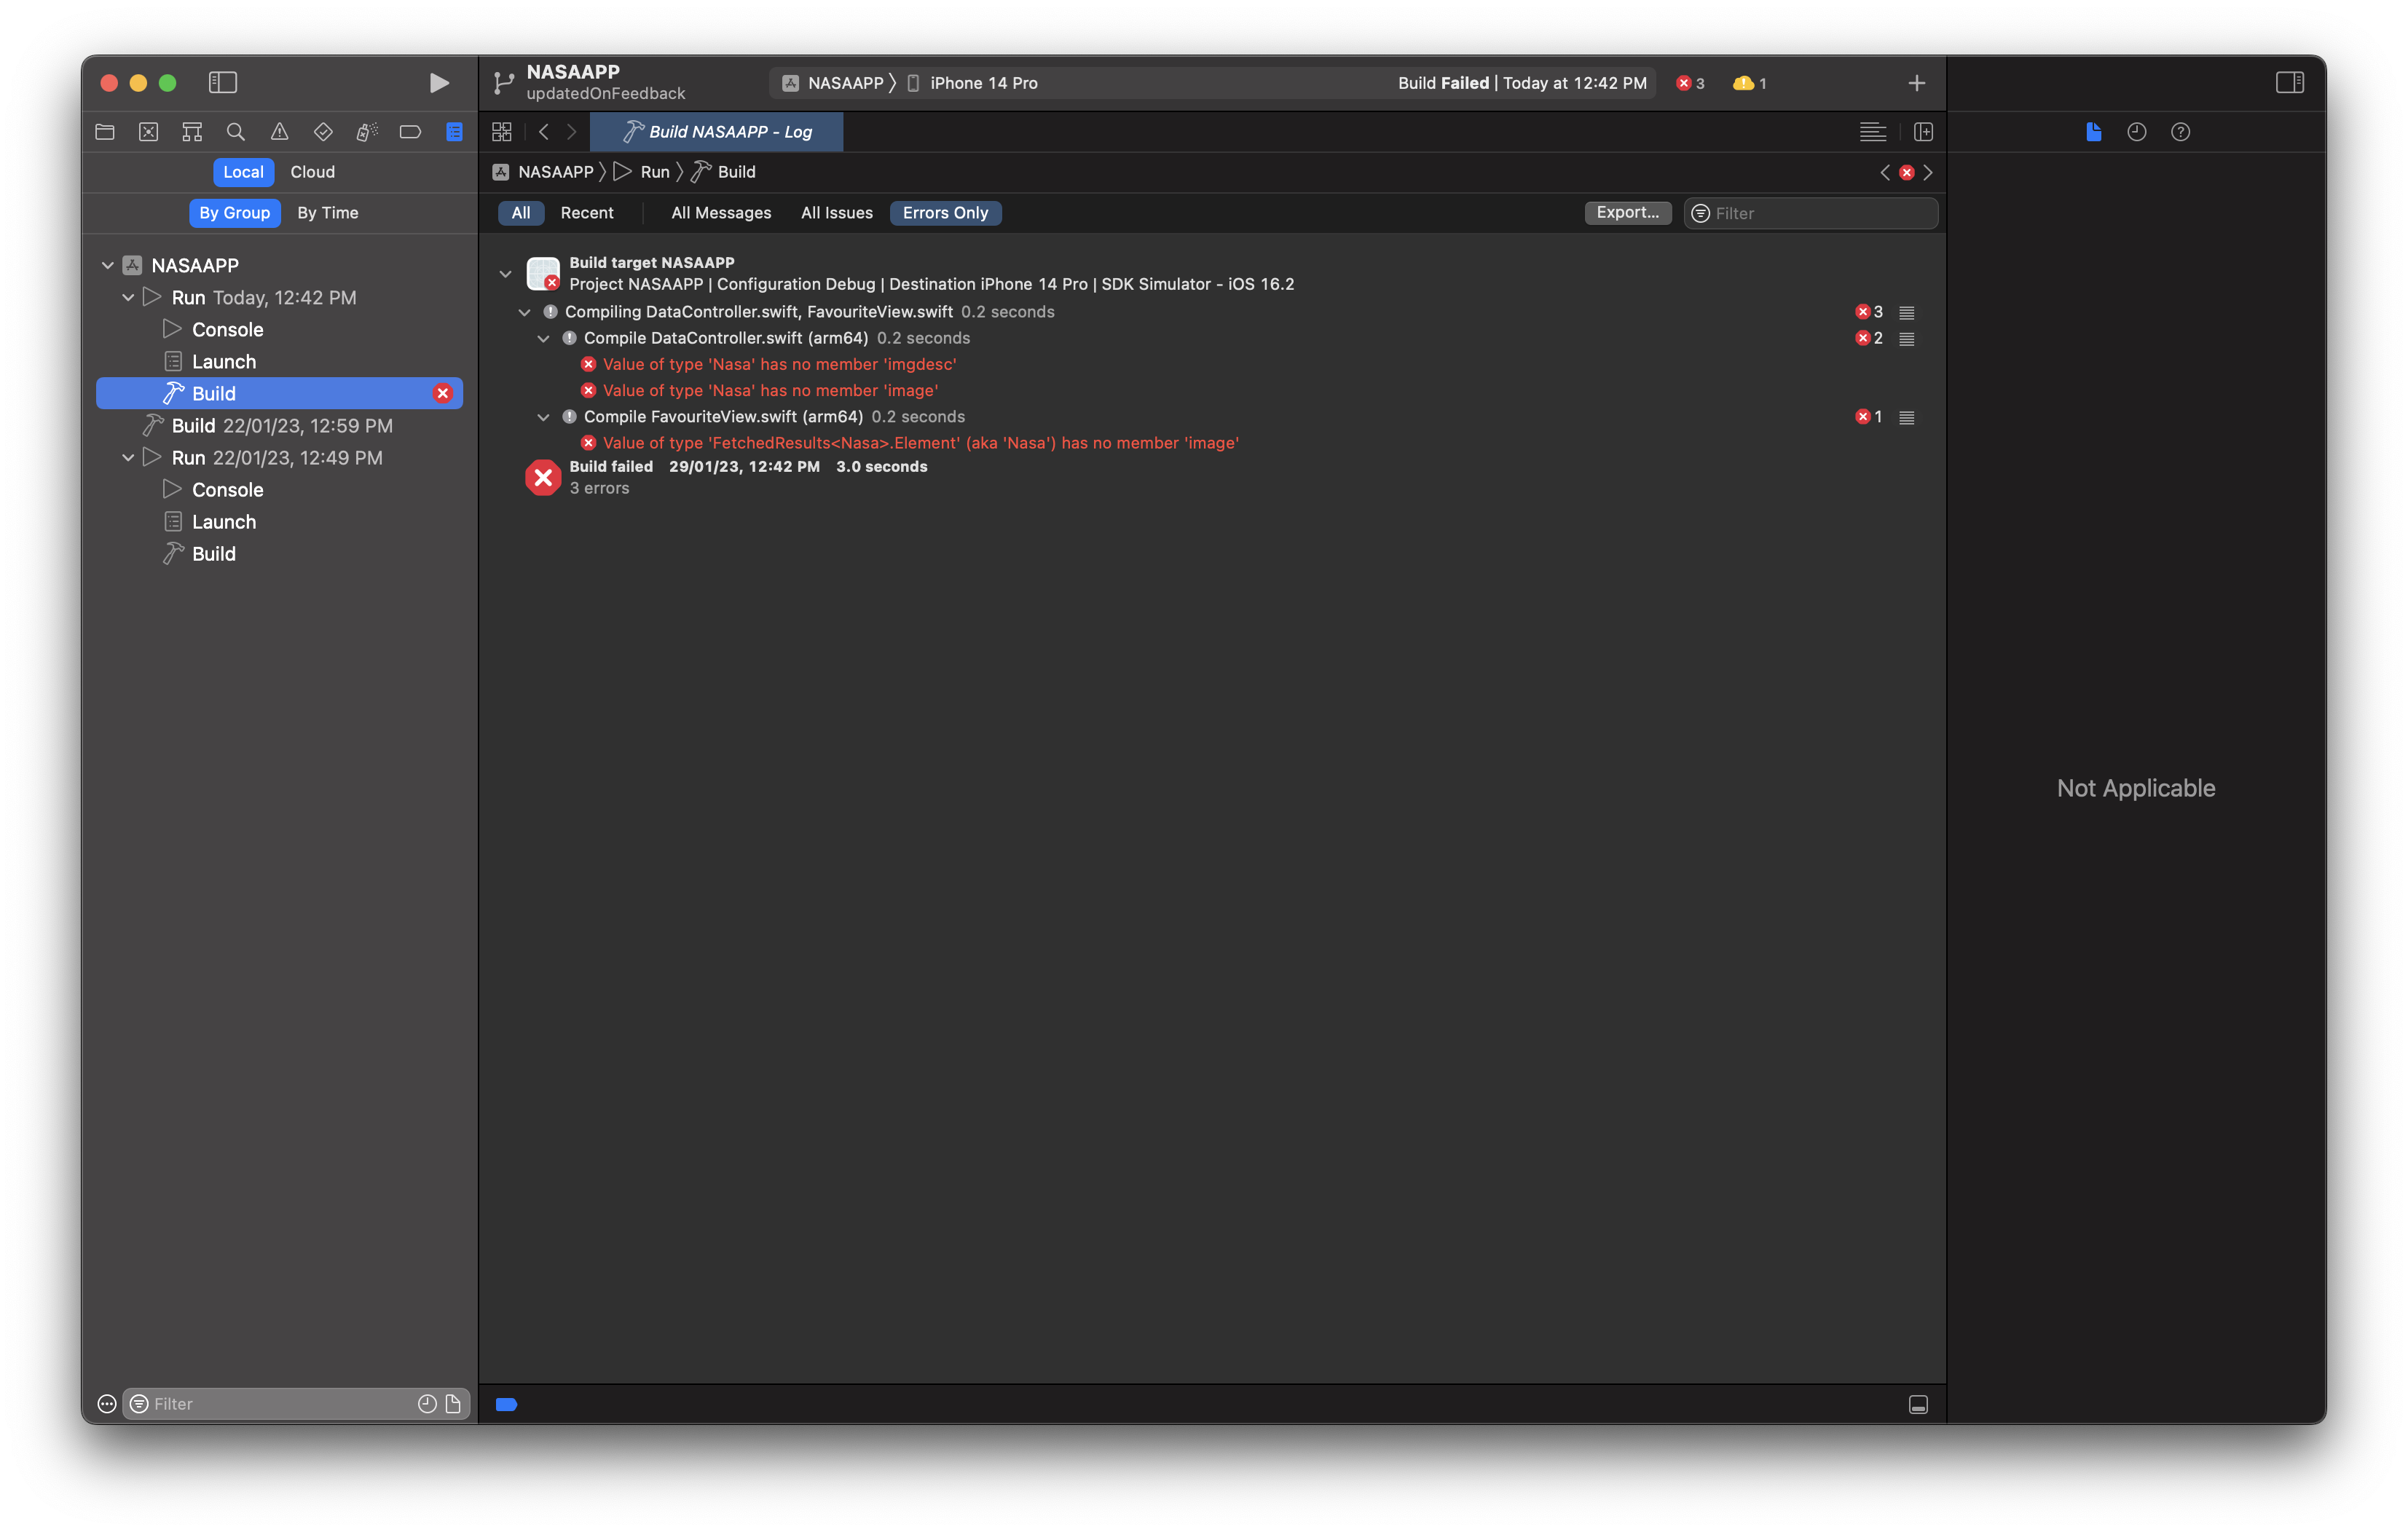 NASAAPP
updatedOnFeedback
NASAAPP
iPhone 14 Pro
Build Failed | Today at 12:42 PM
3
1
Build NASAAPP - Log
Local
Cloud
NASAAPP
Run
Build
By Group
By Time
All
Recent
All Messages
All Issues
Errors Only
Export...
Filter
NASAAPP
Run Today, 12:42 PM
Console
Launch
Build
Build 22/01/23, 12:59 PM
Run 22/01/23, 12:49 PM
Console
Launch
Build
Build target NASAAPP
Project NASAAPP | Configuration Debug | Destination iPhone 14 Pro | SDK Simulator - iOS 16.2
Compiling DataController.swift, FavouriteView.swift 0.2 seconds
3
Compile DataController.swift (arm64) 0.2 seconds
2
Value of type 'Nasa' has no member 'imgdesc'
Value of type 'Nasa' has no member 'image'
Compile FavouriteView.swift (arm64) 0.2 seconds
1
Value of type 'FetchedResults<Nasa>.Element' (aka 'Nasa') has no member 'image'
Build failed 29/01/23, 12:42 PM 3.0 seconds
3 errors
Not Applicable
Filter